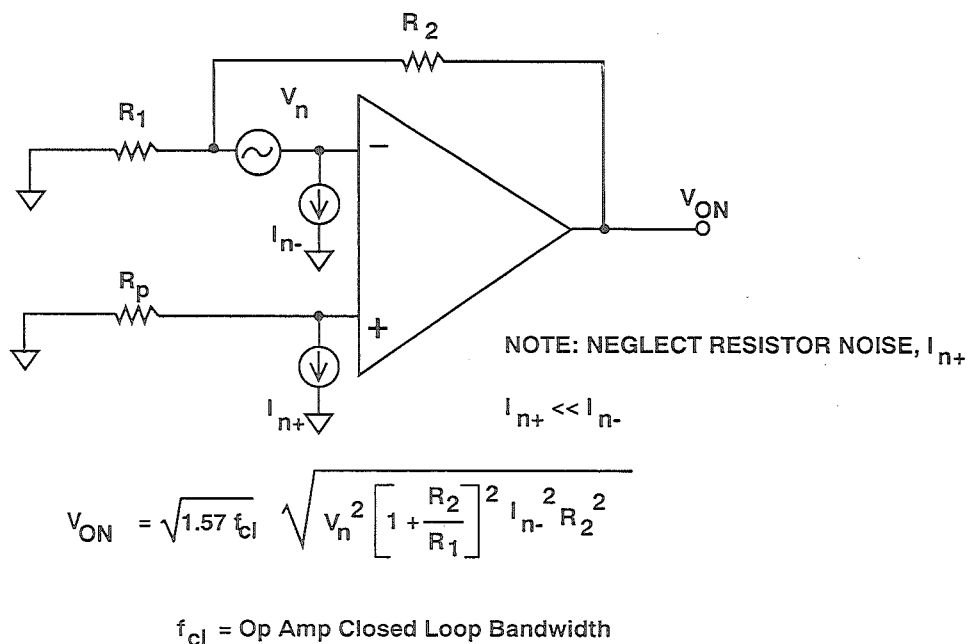 R2
Vn
R1
−
VON
In-
Rp
+
NOTE: NEGLECT RESISTOR NOISE, In+
In+
In+ << In-
VON = √1.57 fcl √Vn² [1 + R2/R1]² In-² R2²
fcl = Op Amp Closed Loop Bandwidth